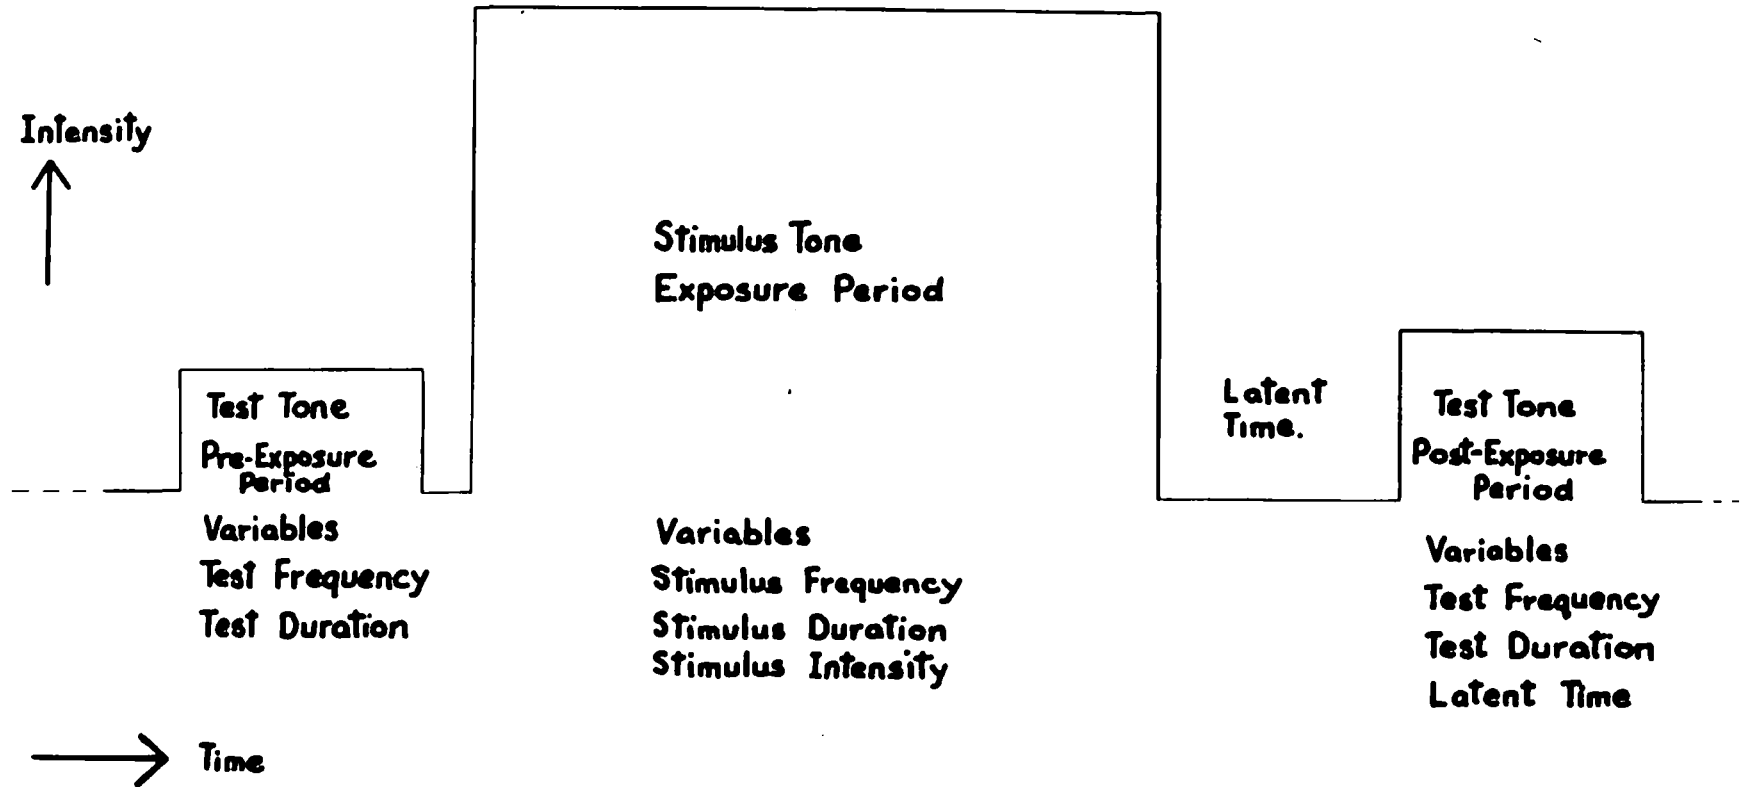 Intensity
Stimulus Tone
Exposure Period
Test Tone
Pre-Exposure
Period
Latent
Time.
Test Tone
Post-Exposure
Period
Variables
Test Frequency
Test Duration
Variables
Stimulus Frequency
Stimulus Duration
Stimulus Intensity
Variables
Test Frequency
Test Duration
Latent Time
Time